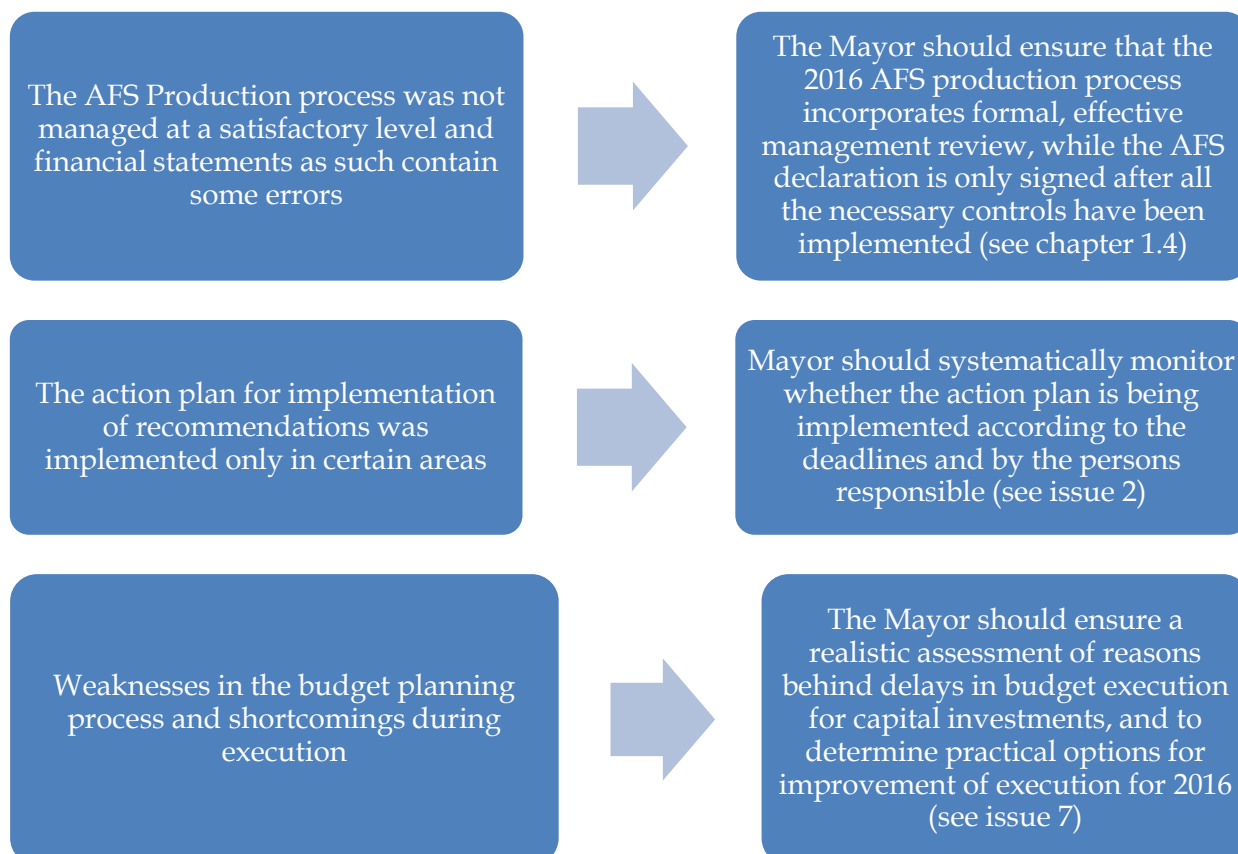 The AFS Production process was not
managed at a satisfactory level and
financial statements as such contain
some errors
The Mayor should ensure that the
2016 AFS production process
incorporates formal, effective
management review, while the AFS
declaration is only signed after all
the necessary controls have been
implemented (see chapter 1.4)
The action plan for implementation
of recommendations was
implemented only in certain areas
Mayor should systematically monitor
whether the action plan is being
implemented according to the
deadlines and by the persons
responsible (see issue 2)
Weaknesses in the budget planning
process and shortcomings during
execution
The Mayor should ensure a
realistic assessment of reasons
behind delays in budget execution
for capital investments, and to
determine practical options for
improvement of execution for 2016
(see issue 7)